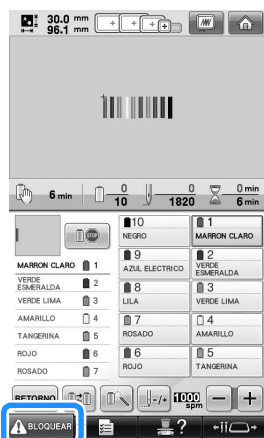 30.0 mm
96.1 mm
6 min
0
10
0
1820
0 min
6 min
10
NEGRO
1
MARRON CLARO
9
AZUL ELECTRICO
2
VERDE
ESMERALDA
8
LILA
3
VERDE LIMA
7
ROSADO
4
AMARILLO
6
ROJO
5
TANGERINA
STOP
MARRON CLARO 1
VERDE
ESMERALDA 2
VERDE LIMA 3
AMARILLO 4
TANGERINA 5
ROJO 6
ROSADO 7
RETORNO
-/+
1000
spm
BLOQUEAR
?